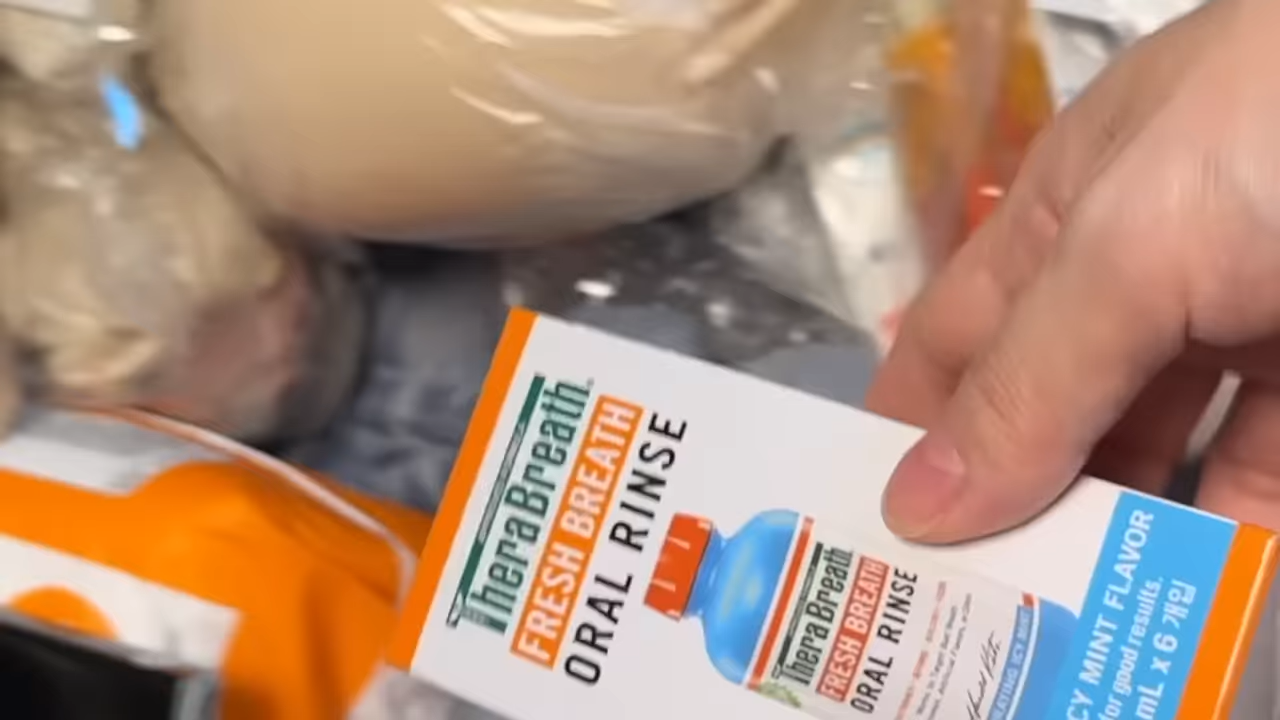 TheraBreath
FRESH BREATH
ORAL RINSE
TheraBreath
FRESH BREATH
ORAL RINSE
CY MINT FLAVOR
for good results.
mL x 6 개입